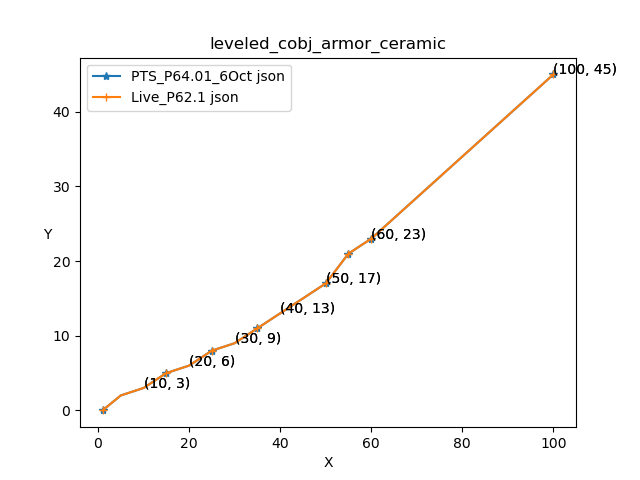 leveled_cobj_armor_ceramic
PTS_P64.01_6Oct json
Live_P62.1 json
(100, 45)
(60, 23)
(50, 17)
(40, 13)
(30, 9)
(20, 6)
(10, 3)
Y
40
30
20
10
0
0 20 40 60 80 100
X